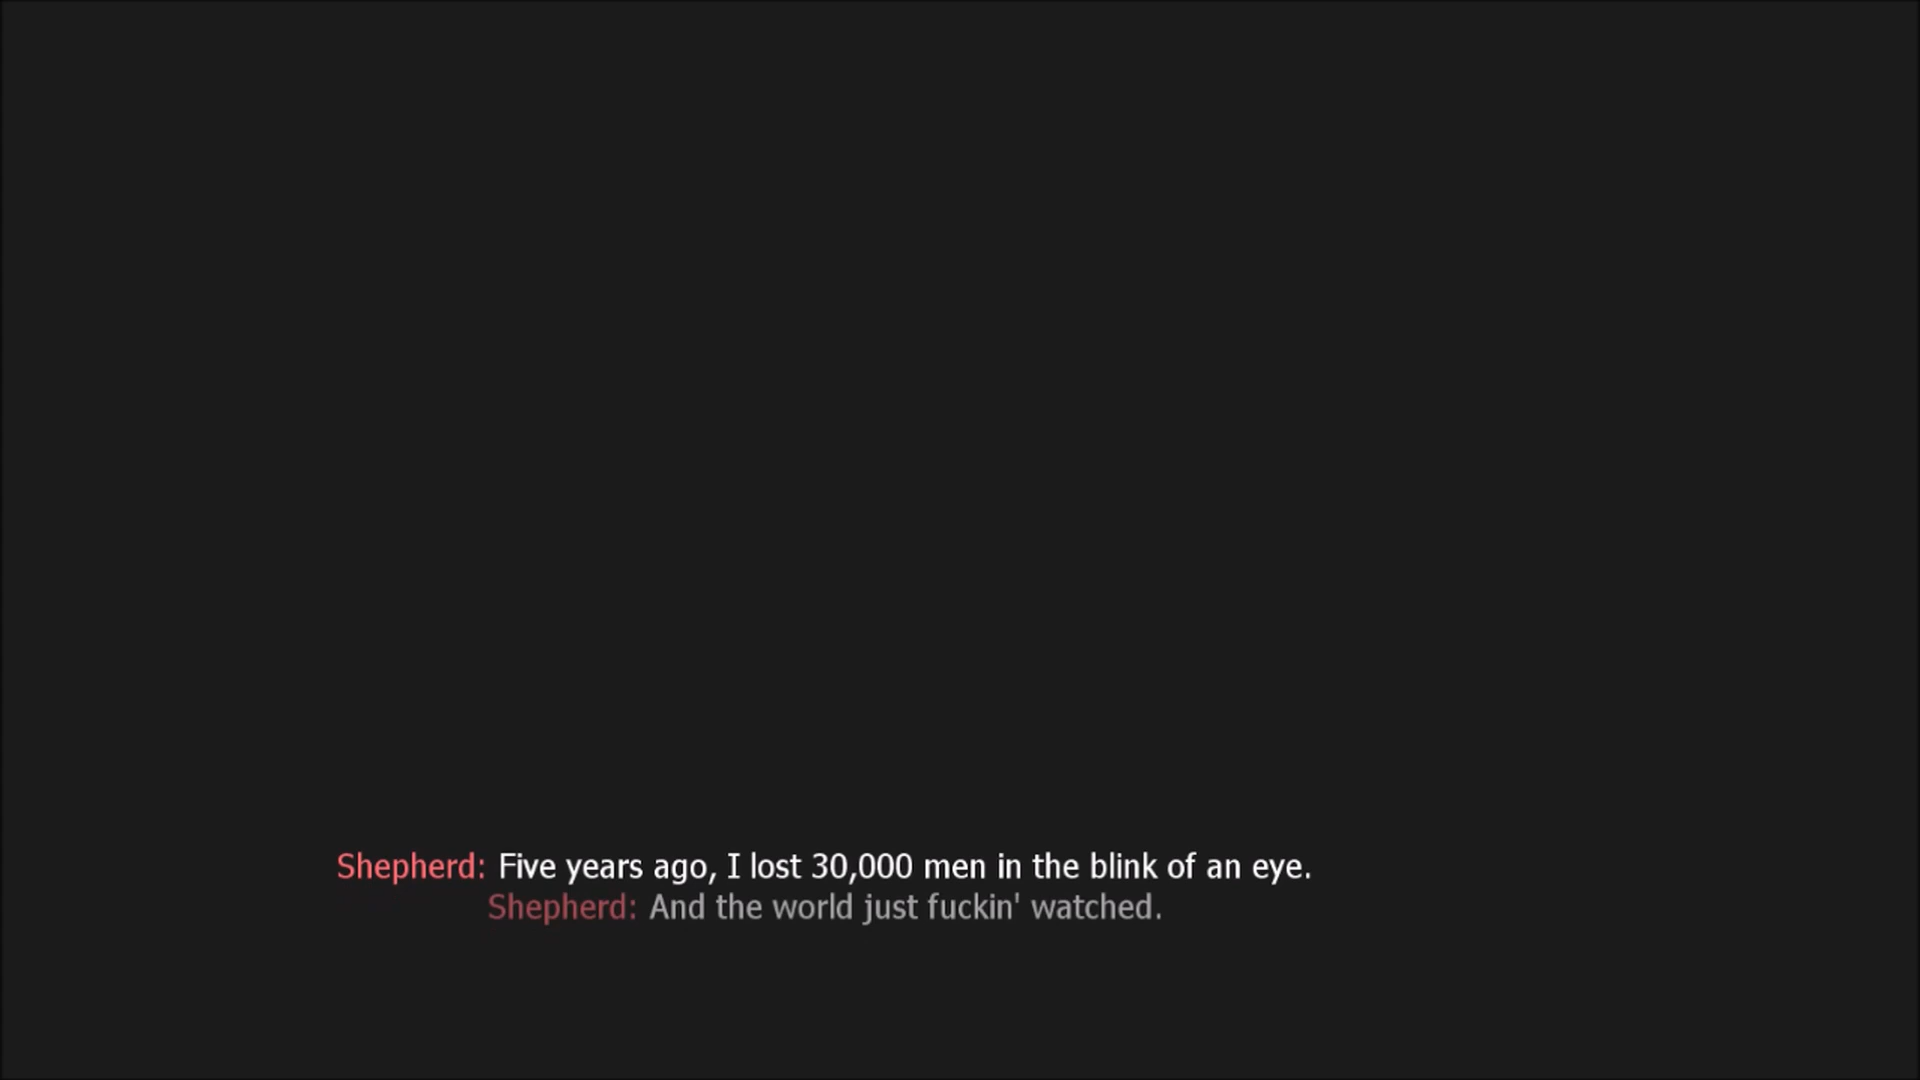 Shepherd: Five years ago, I lost 30,000 men in the blink of an eye.
Shepherd: And the world just fuckin' watched.